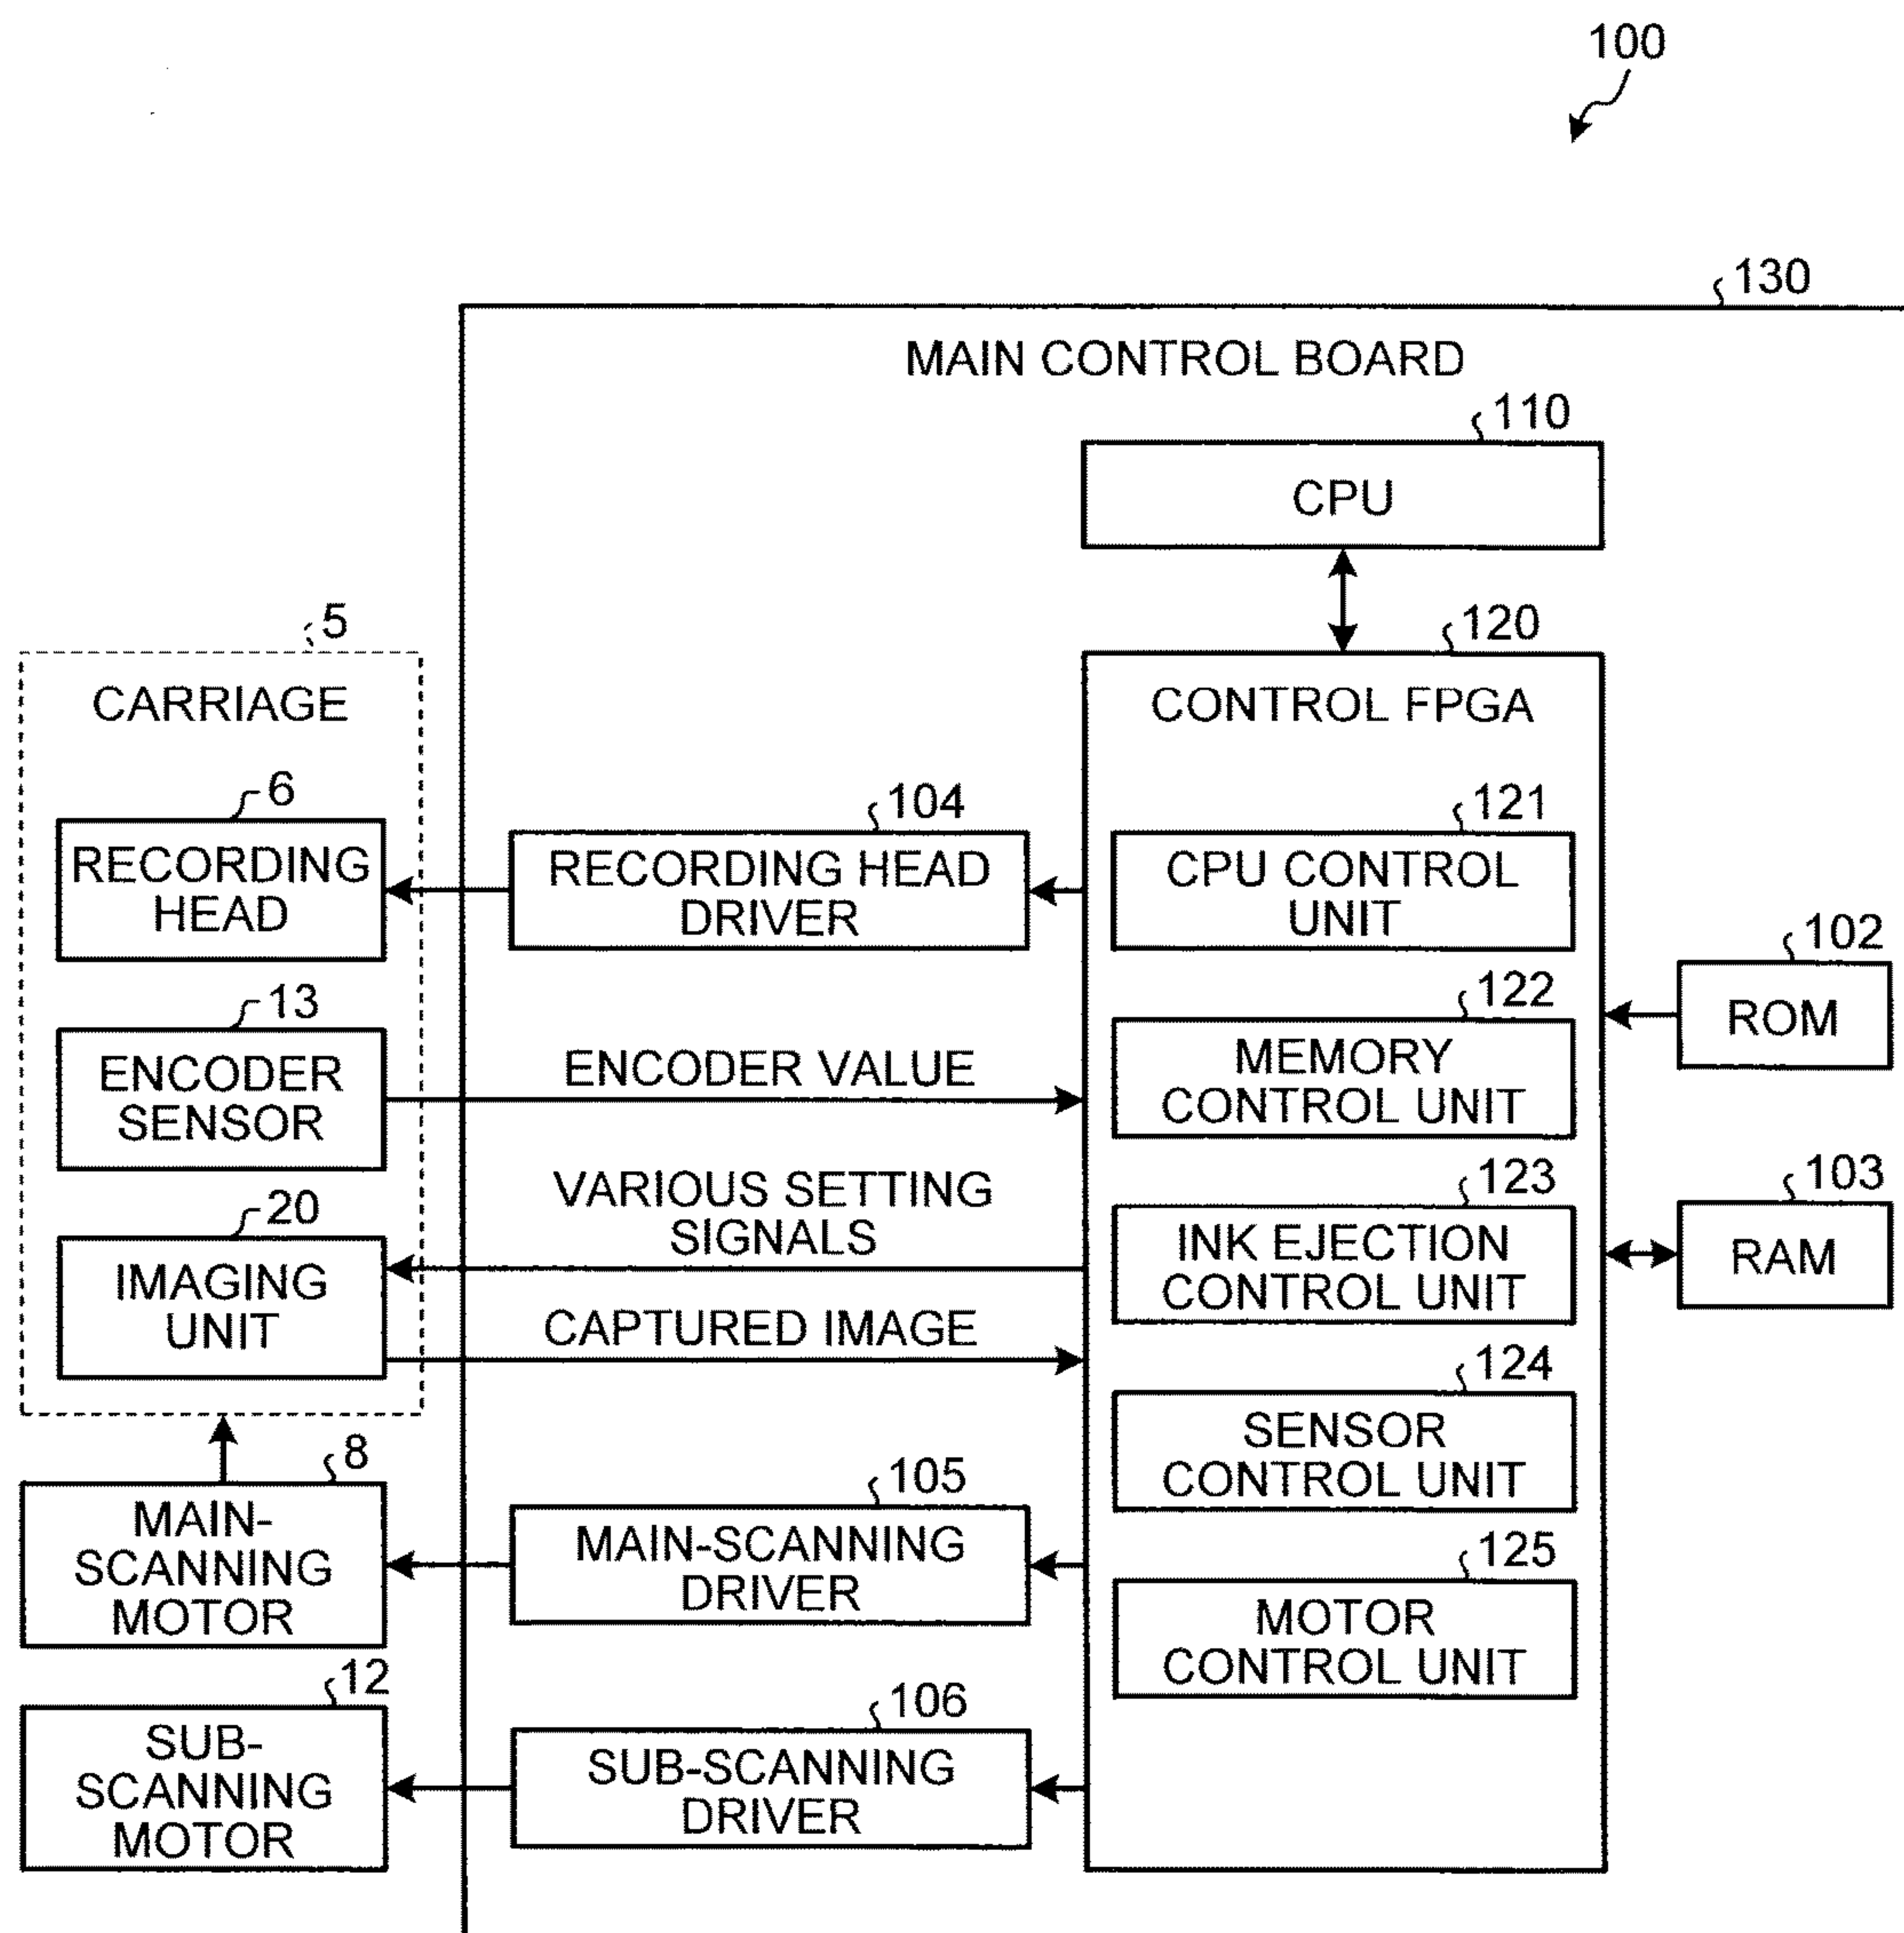 100
130
MAIN CONTROL BOARD
110
CPU
5
CARRIAGE
120
CONTROL FPGA
6
RECORDING
HEAD
104
RECORDING HEAD
DRIVER
121
CPU CONTROL
UNIT
102
ROM
13
ENCODER
SENSOR
ENCODER VALUE
122
MEMORY
CONTROL UNIT
103
RAM
20
IMAGING
UNIT
VARIOUS SETTING
SIGNALS
CAPTURED IMAGE
123
INK EJECTION
CONTROL UNIT
124
SENSOR
CONTROL UNIT
8
MAIN-
SCANNING
MOTOR
105
MAIN-SCANNING
DRIVER
125
MOTOR
CONTROL UNIT
12
SUB-
SCANNING
MOTOR
106
SUB-SCANNING
DRIVER